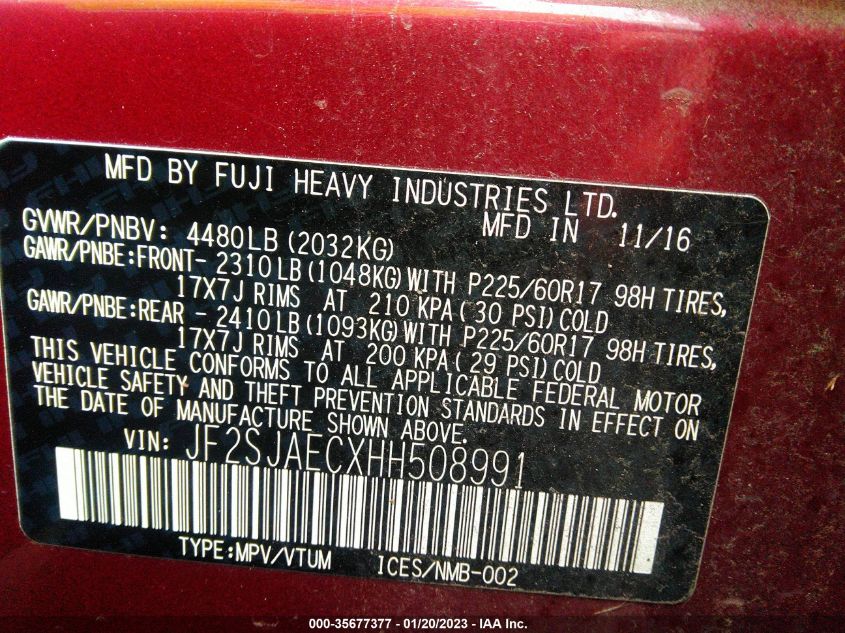 MFD BY FUJI HEAVY INDUSTRIES LTD.
MFD IN 11/16
GVWR/PNBV: 4480LB (2032KG)
GAWR/PNBE:FRONT- 2310LB (1048KG) WITH P225/60R17 98H TIRES,
17X7J RIMS AT 210 KPA (30 PSI) COLD
GAWR/PNBE:REAR - 2410LB (1093KG) WITH P225/60R17 98H TIRES,
17X7J RIMS AT 200 KPA ( 29 PSI) COLD
THIS VEHICLE CONFORMS TO ALL APPLICABLE FEDERAL MOTOR
VEHICLE SAFETY AND THEFT PREVENTION STANDARDS IN EFFECT ON
THE DATE OF MANUFACTURE SHOWN ABOVE.
VIN: JF2SJAECXHH508991
TYPE:MPV/VTUM ICES/NMB-002
000-35677377 - 01/20/2023 - IAA Inc.